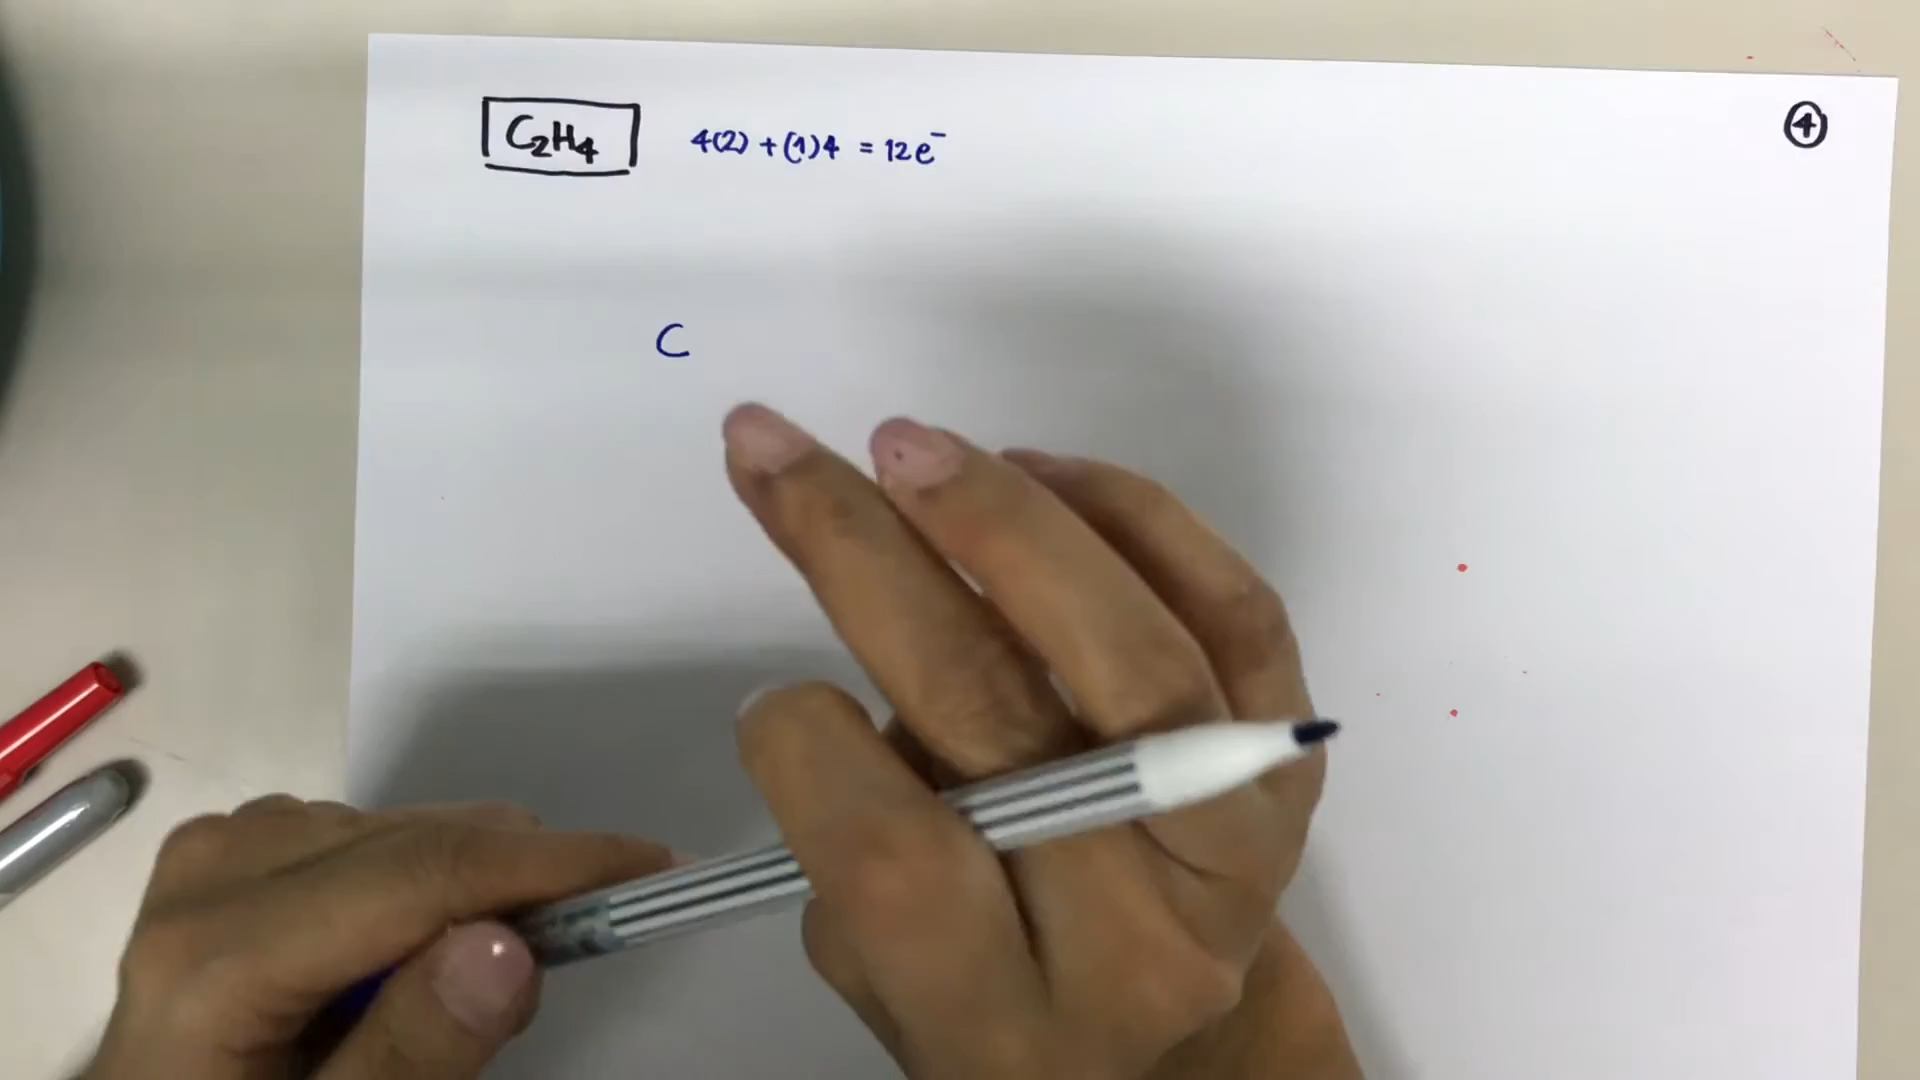 C₂H₄ 4(2) + (1)4 = 12e⁻ 4
C